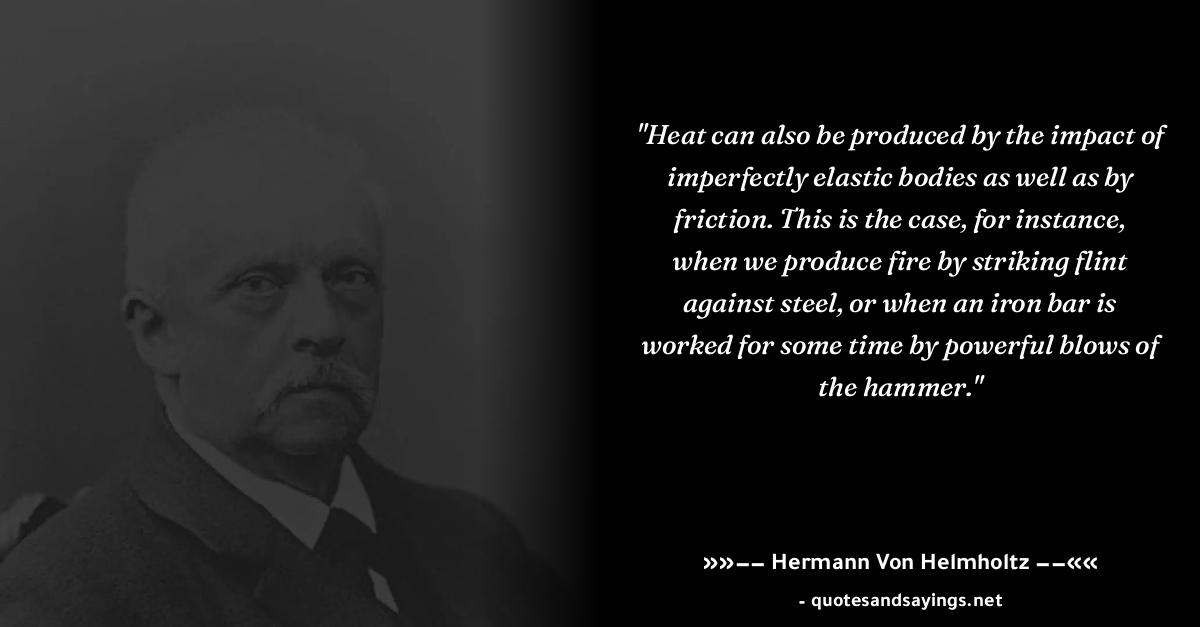 "Heat can also be produced by the impact of
imperfectly elastic bodies as well as by
friction. This is the case, for instance,
when we produce fire by striking flint
against steel, or when an iron bar is
worked for some time by powerful blows of
the hammer."
»»−− Hermann Von Helmholtz −−««
- quotesandsayings.net